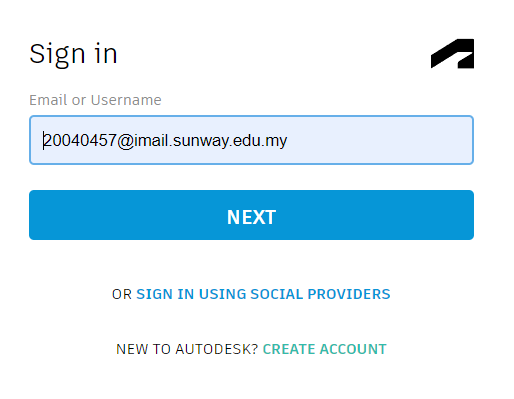 Sign in
Email or Username
20040457@imail.sunway.edu.my
NEXT
OR SIGN IN USING SOCIAL PROVIDERS
NEW TO AUTODESK? CREATE ACCOUNT